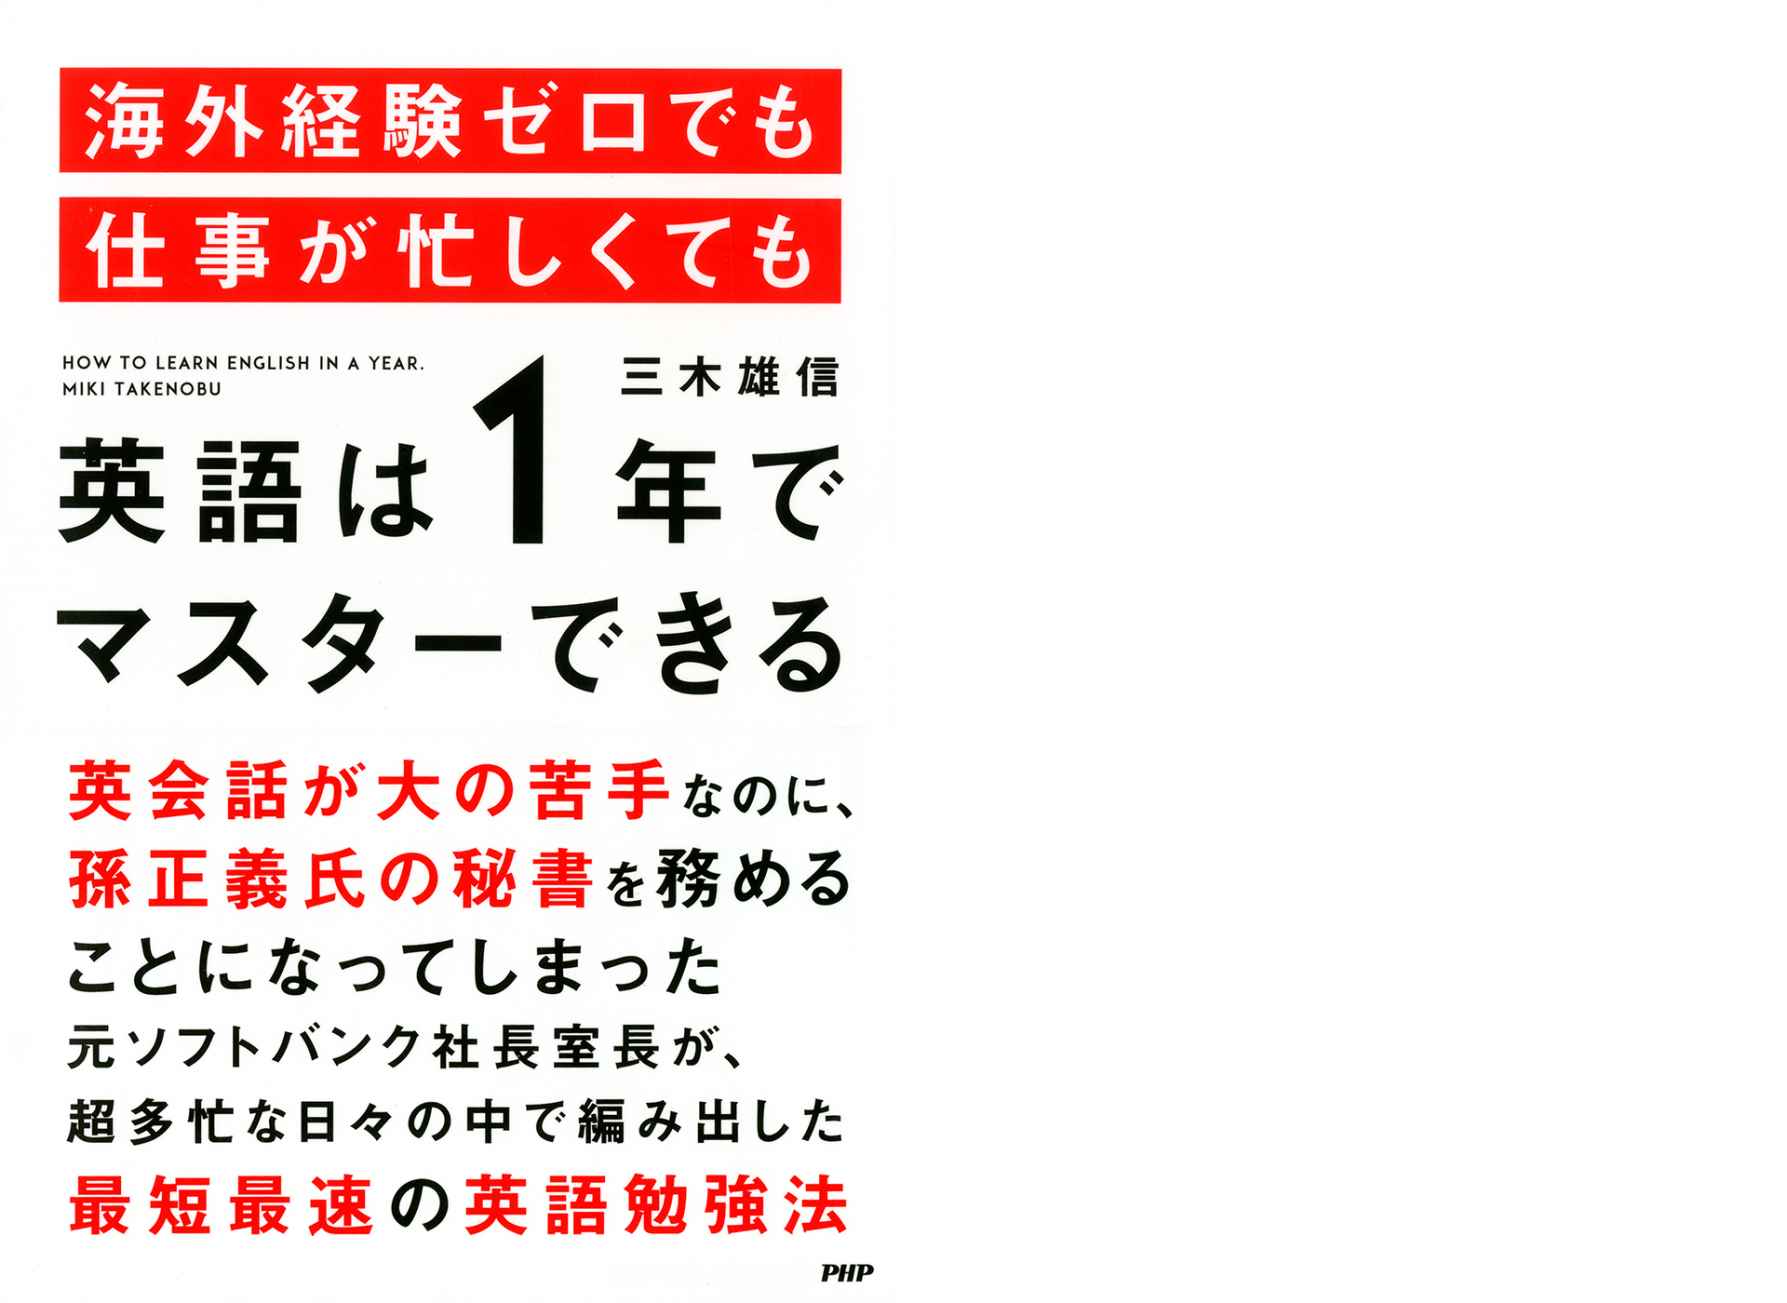 海外経験ゼロでも
仕事が忙しくても
HOW TO LEARN ENGLISH IN A YEAR.
MIKI TAKENOBU
三木雄信
英語は1年で
マスターできる
英会話が大の苦手なのに、
孫正義氏の秘書を務める
ことになってしまった
元ソフトバンク社長室長が、
超多忙な日々の中で編み出した
最短最速の英語勉強法
PHP